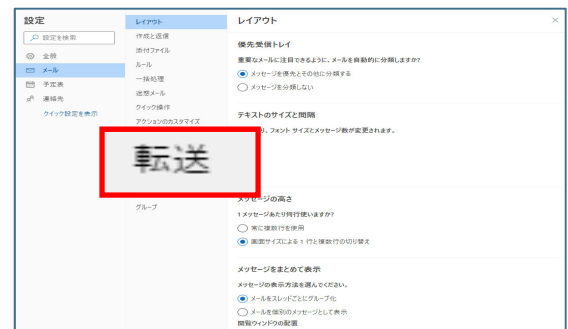 設定
設定を検索
全般
メール
予定表
連絡先
クイック設定を表示
レイアウト
作成と返信
添付ファイル
ルール
一括処理
迷惑メール
クイック操作
アクションのカスタマイズ
転送
グループ
レイアウト
優先受信トレイ
重要なメールに注目できるように、メールを自動的に分類しますか?
メッセージを優先とその他に分類する
メッセージを分類しない
テキストのサイズと間隔
り、フォント サイズとメッセージ数が変更されます。
メッセージの高さ
1 メッセージあたり何行使いますか?
常に複数行を使用
画面サイズによる 1 行と複数行の切り替え
メッセージをまとめて表示
メッセージの表示方法を選んでください。
メールをスレッドごとにグループ化
メールを個別のメッセージとして表示
閲覧ウィンドウの配置